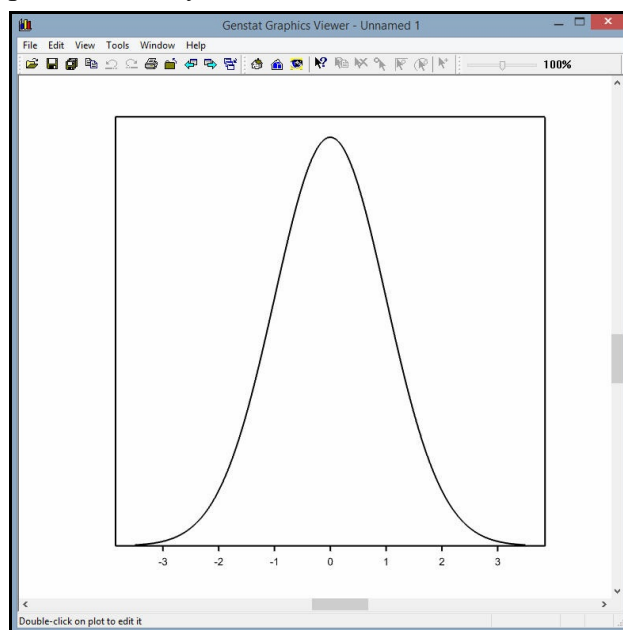 Genstat Graphics Viewer - Unnamed 1
File Edit View Tools Window Help
100%
-3 -2 -1 0 1 2 3
Double-click on plot to edit it